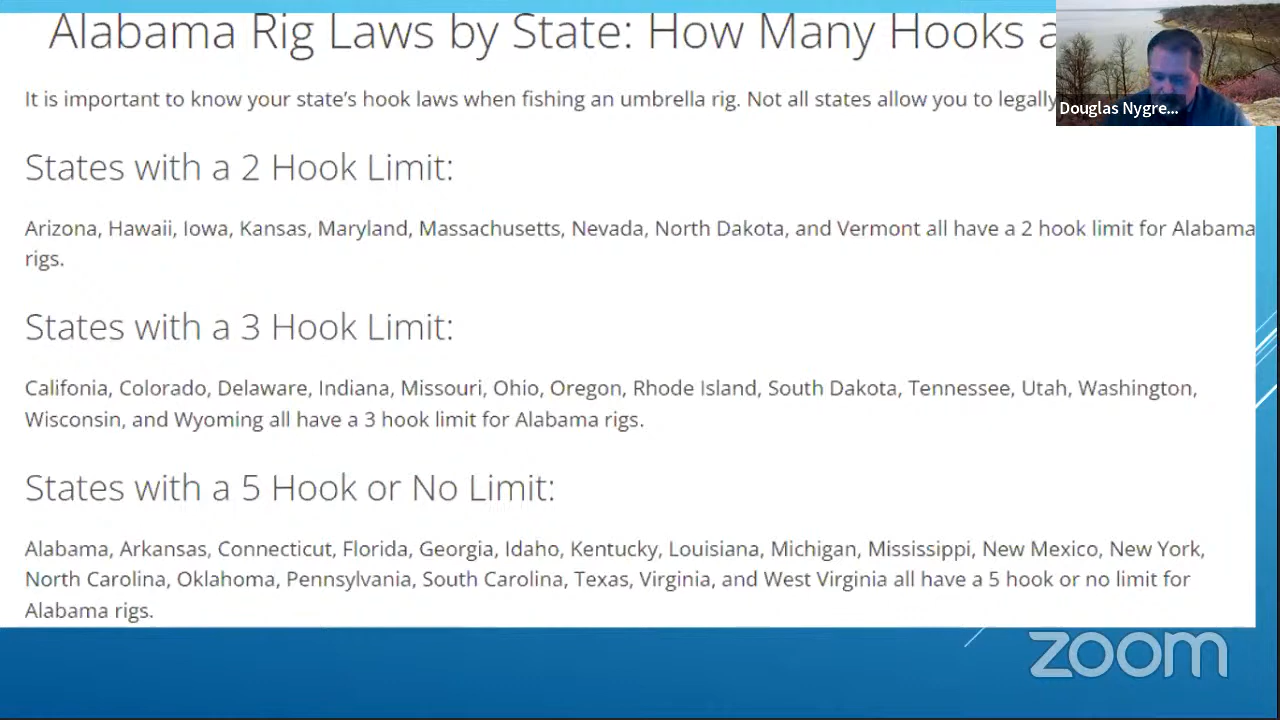 Alabama Rig Laws by State: How Many Hooks a
It is important to know your state's hook laws when fishing an umbrella rig. Not all states allow you to legally
Douglas Nygre...
States with a 2 Hook Limit:
Arizona, Hawaii, Iowa, Kansas, Maryland, Massachusetts, Nevada, North Dakota, and Vermont all have a 2 hook limit for Alabama
rigs.
States with a 3 Hook Limit:
Califonia, Colorado, Delaware, Indiana, Missouri, Ohio, Oregon, Rhode Island, South Dakota, Tennessee, Utah, Washington,
Wisconsin, and Wyoming all have a 3 hook limit for Alabama rigs.
States with a 5 Hook or No Limit:
Alabama, Arkansas, Connecticut, Florida, Georgia, Idaho, Kentucky, Louisiana, Michigan, Mississippi, New Mexico, New York,
North Carolina, Oklahoma, Pennsylvania, South Carolina, Texas, Virginia, and West Virginia all have a 5 hook or no limit for
Alabama rigs.
zoom